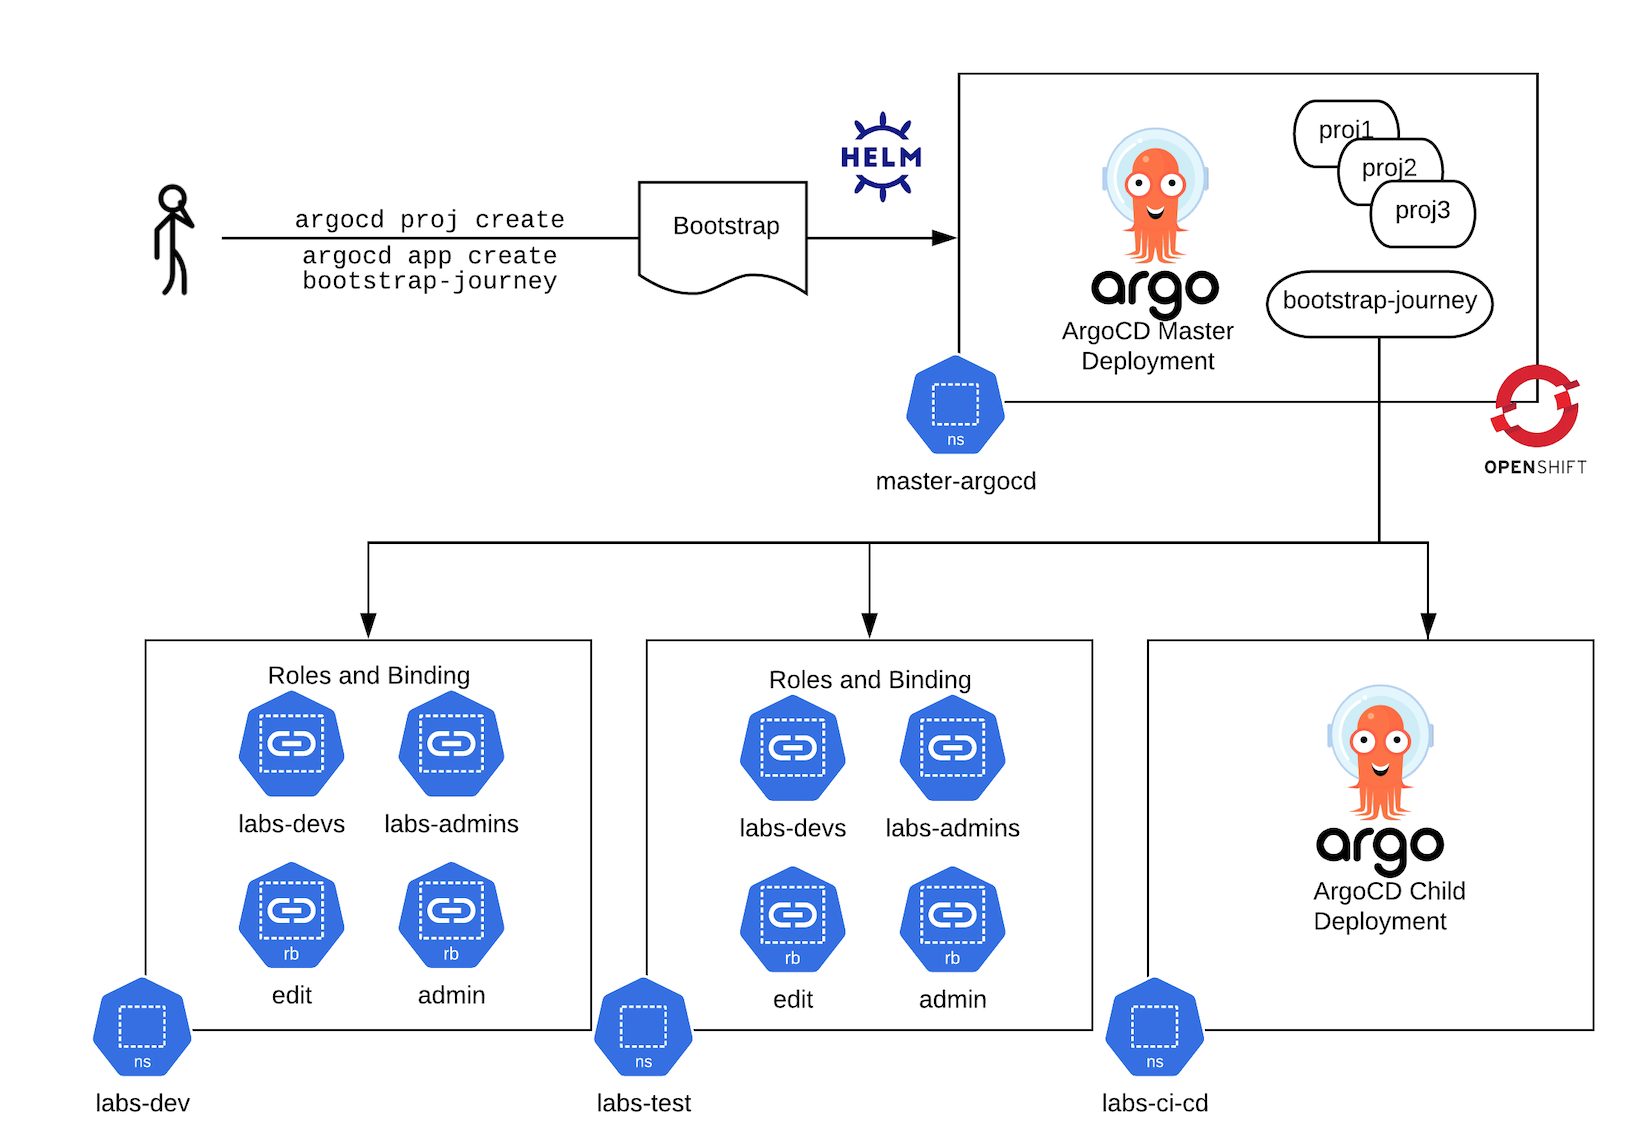 argocd proj create
argocd app create
bootstrap-journey
Bootstrap
HELM
argo
ArgoCD Master
Deployment
proj1
proj2
proj3
bootstrap-journey
ns
master-argocd
OPENSHIFT
Roles and Binding
labs-devs
labs-admins
rb
rb
edit
admin
ns
labs-dev
Roles and Binding
labs-devs
labs-admins
rb
rb
edit
admin
ns
labs-test
argo
ArgoCD Child
Deployment
ns
labs-ci-cd